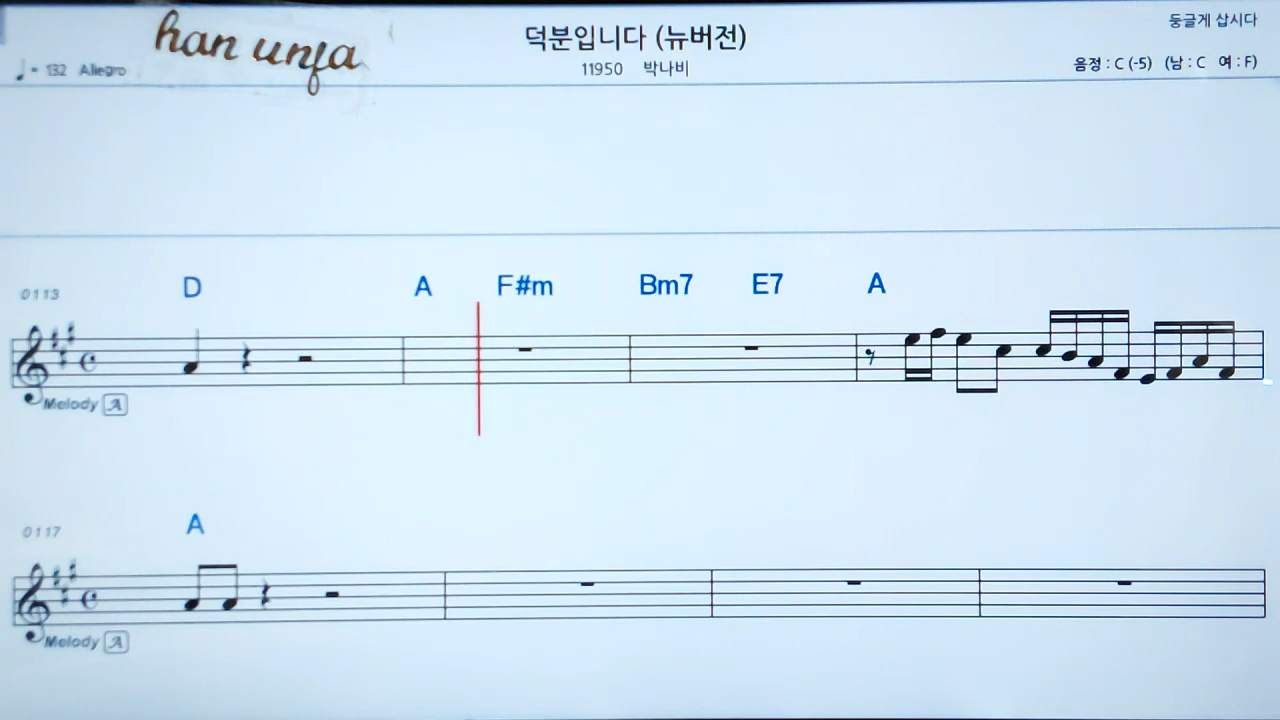 han unja
덕분입니다 (뉴버전)
둥글게 삽시다
♩= 132 Allegro
11950 박나비
음정 : C (-5) (남 : C 여 : F)
0113 D A F#m Bm7 E7 A
Melody A
0117 A
Melody A